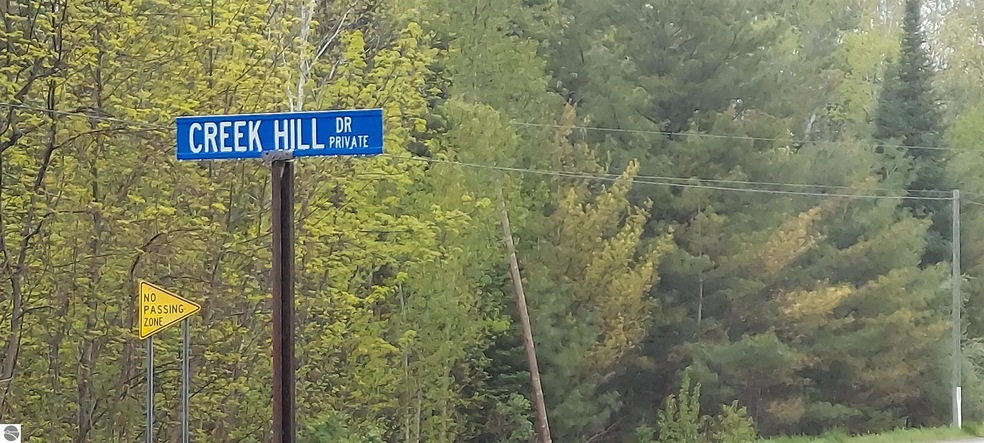 CREEK HILL DR
PRIVATE
NO
PASSING
ZONE